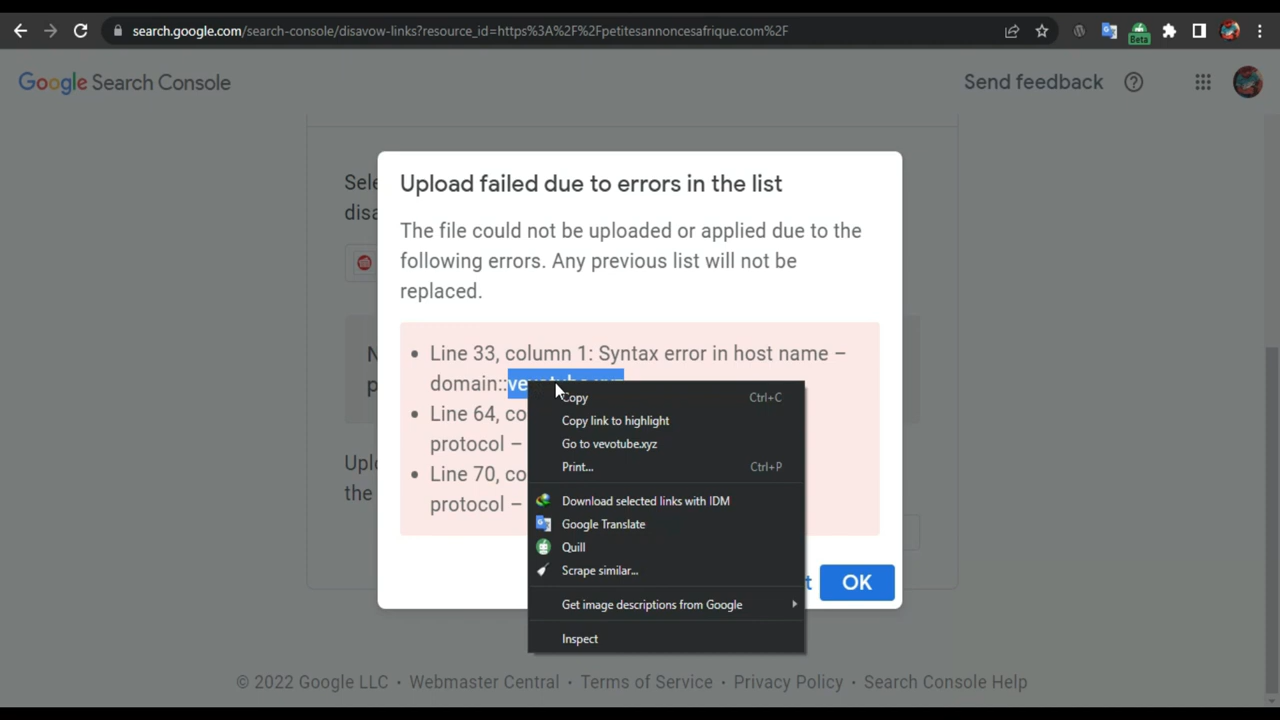 search.google.com/search-console/disavow-links?resource_id=https%3A%2F%2Fpetitesannoncesafrique.com%2F
Beta
Google Search Console
Send feedback
Upload failed due to errors in the list
The file could not be uploaded or applied due to the
following errors. Any previous list will not be
replaced.
Line 33, column 1: Syntax error in host name –
domain::
Line 64,
protocol –
Line 70,
protocol –
Copy Ctrl+C
Copy link to highlight
Go to vevotube.xyz
Print... Ctrl+P
Download selected links with IDM
Google Translate
Quill
Scrape similar...
Get image descriptions from Google
Inspect
OK
© 2022 Google LLC • Webmaster Central • Terms of Service • Privacy Policy • Search Console Help